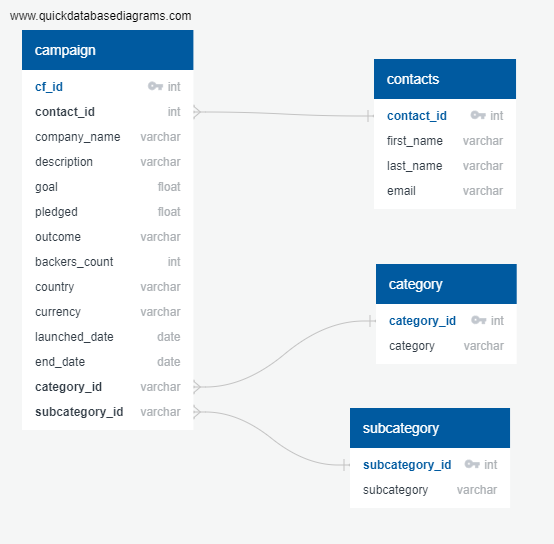 www.quickdatabasediagrams.com
campaign
cf_id int
contact_id int
company_name varchar
description varchar
goal float
pledged float
outcome varchar
backers_count int
country varchar
currency varchar
launched_date date
end_date date
category_id varchar
subcategory_id varchar
contacts
contact_id int
first_name varchar
last_name varchar
email varchar
category
category_id int
category varchar
subcategory
subcategory_id int
subcategory varchar